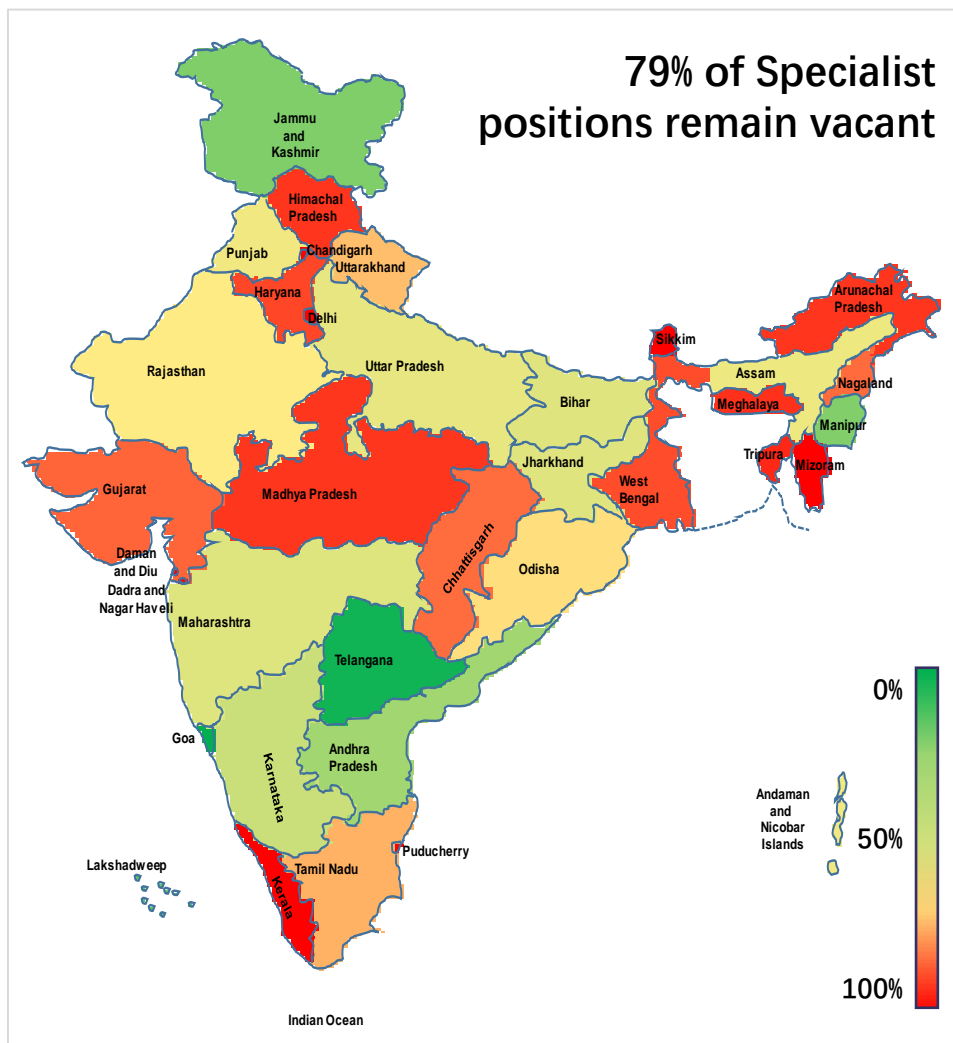 79% of Specialist
positions remain vacant
Jammu
and
Kashmir
Himachal
Pradesh
Punjab
Chandigarh
Uttarakhand
Haryana
Delhi
Arunachal
Pradesh
Sikkim
Rajasthan
Uttar Pradesh
Assam
Nagaland
Bihar
Meghalaya
Manipur
Jharkhand
Tripura
Mizoram
Gujarat
Madhya Pradesh
West
Bengal
Chhattisgarh
Odisha
Daman
and Diu
Dadra and
Nagar Haveli
Maharashtra
Telangana
0%
Goa
Andhra
Pradesh
Karnataka
Andaman
and
Nicobar
Islands
50%
Puducherry
Lakshadweep
Tamil Nadu
Kerala
100%
Indian Ocean